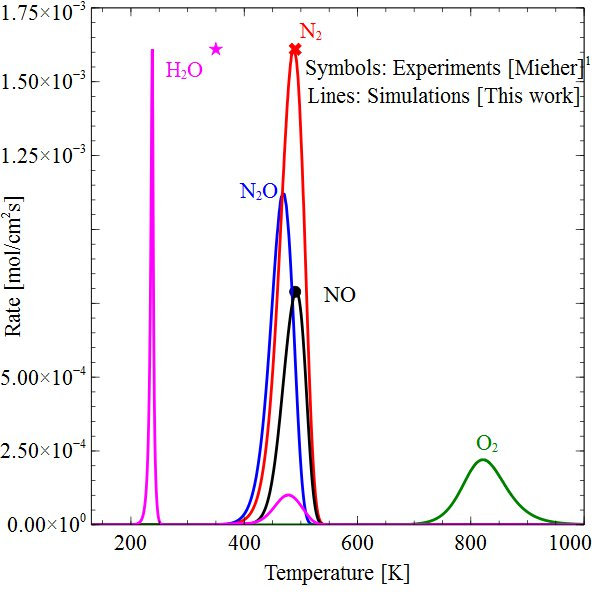 1.75×10⁻³
N₂
H₂O
Symbols: Experiments [Mieher]¹
1.50×10⁻³
Lines: Simulations [This work]
1.25×10⁻³
N₂O
NO
Rate [mol/cm²s]
5.00×10⁻⁴
O₂
2.50×10⁻⁴
0.00×10⁰
200 400 600 800 1000
Temperature [K]